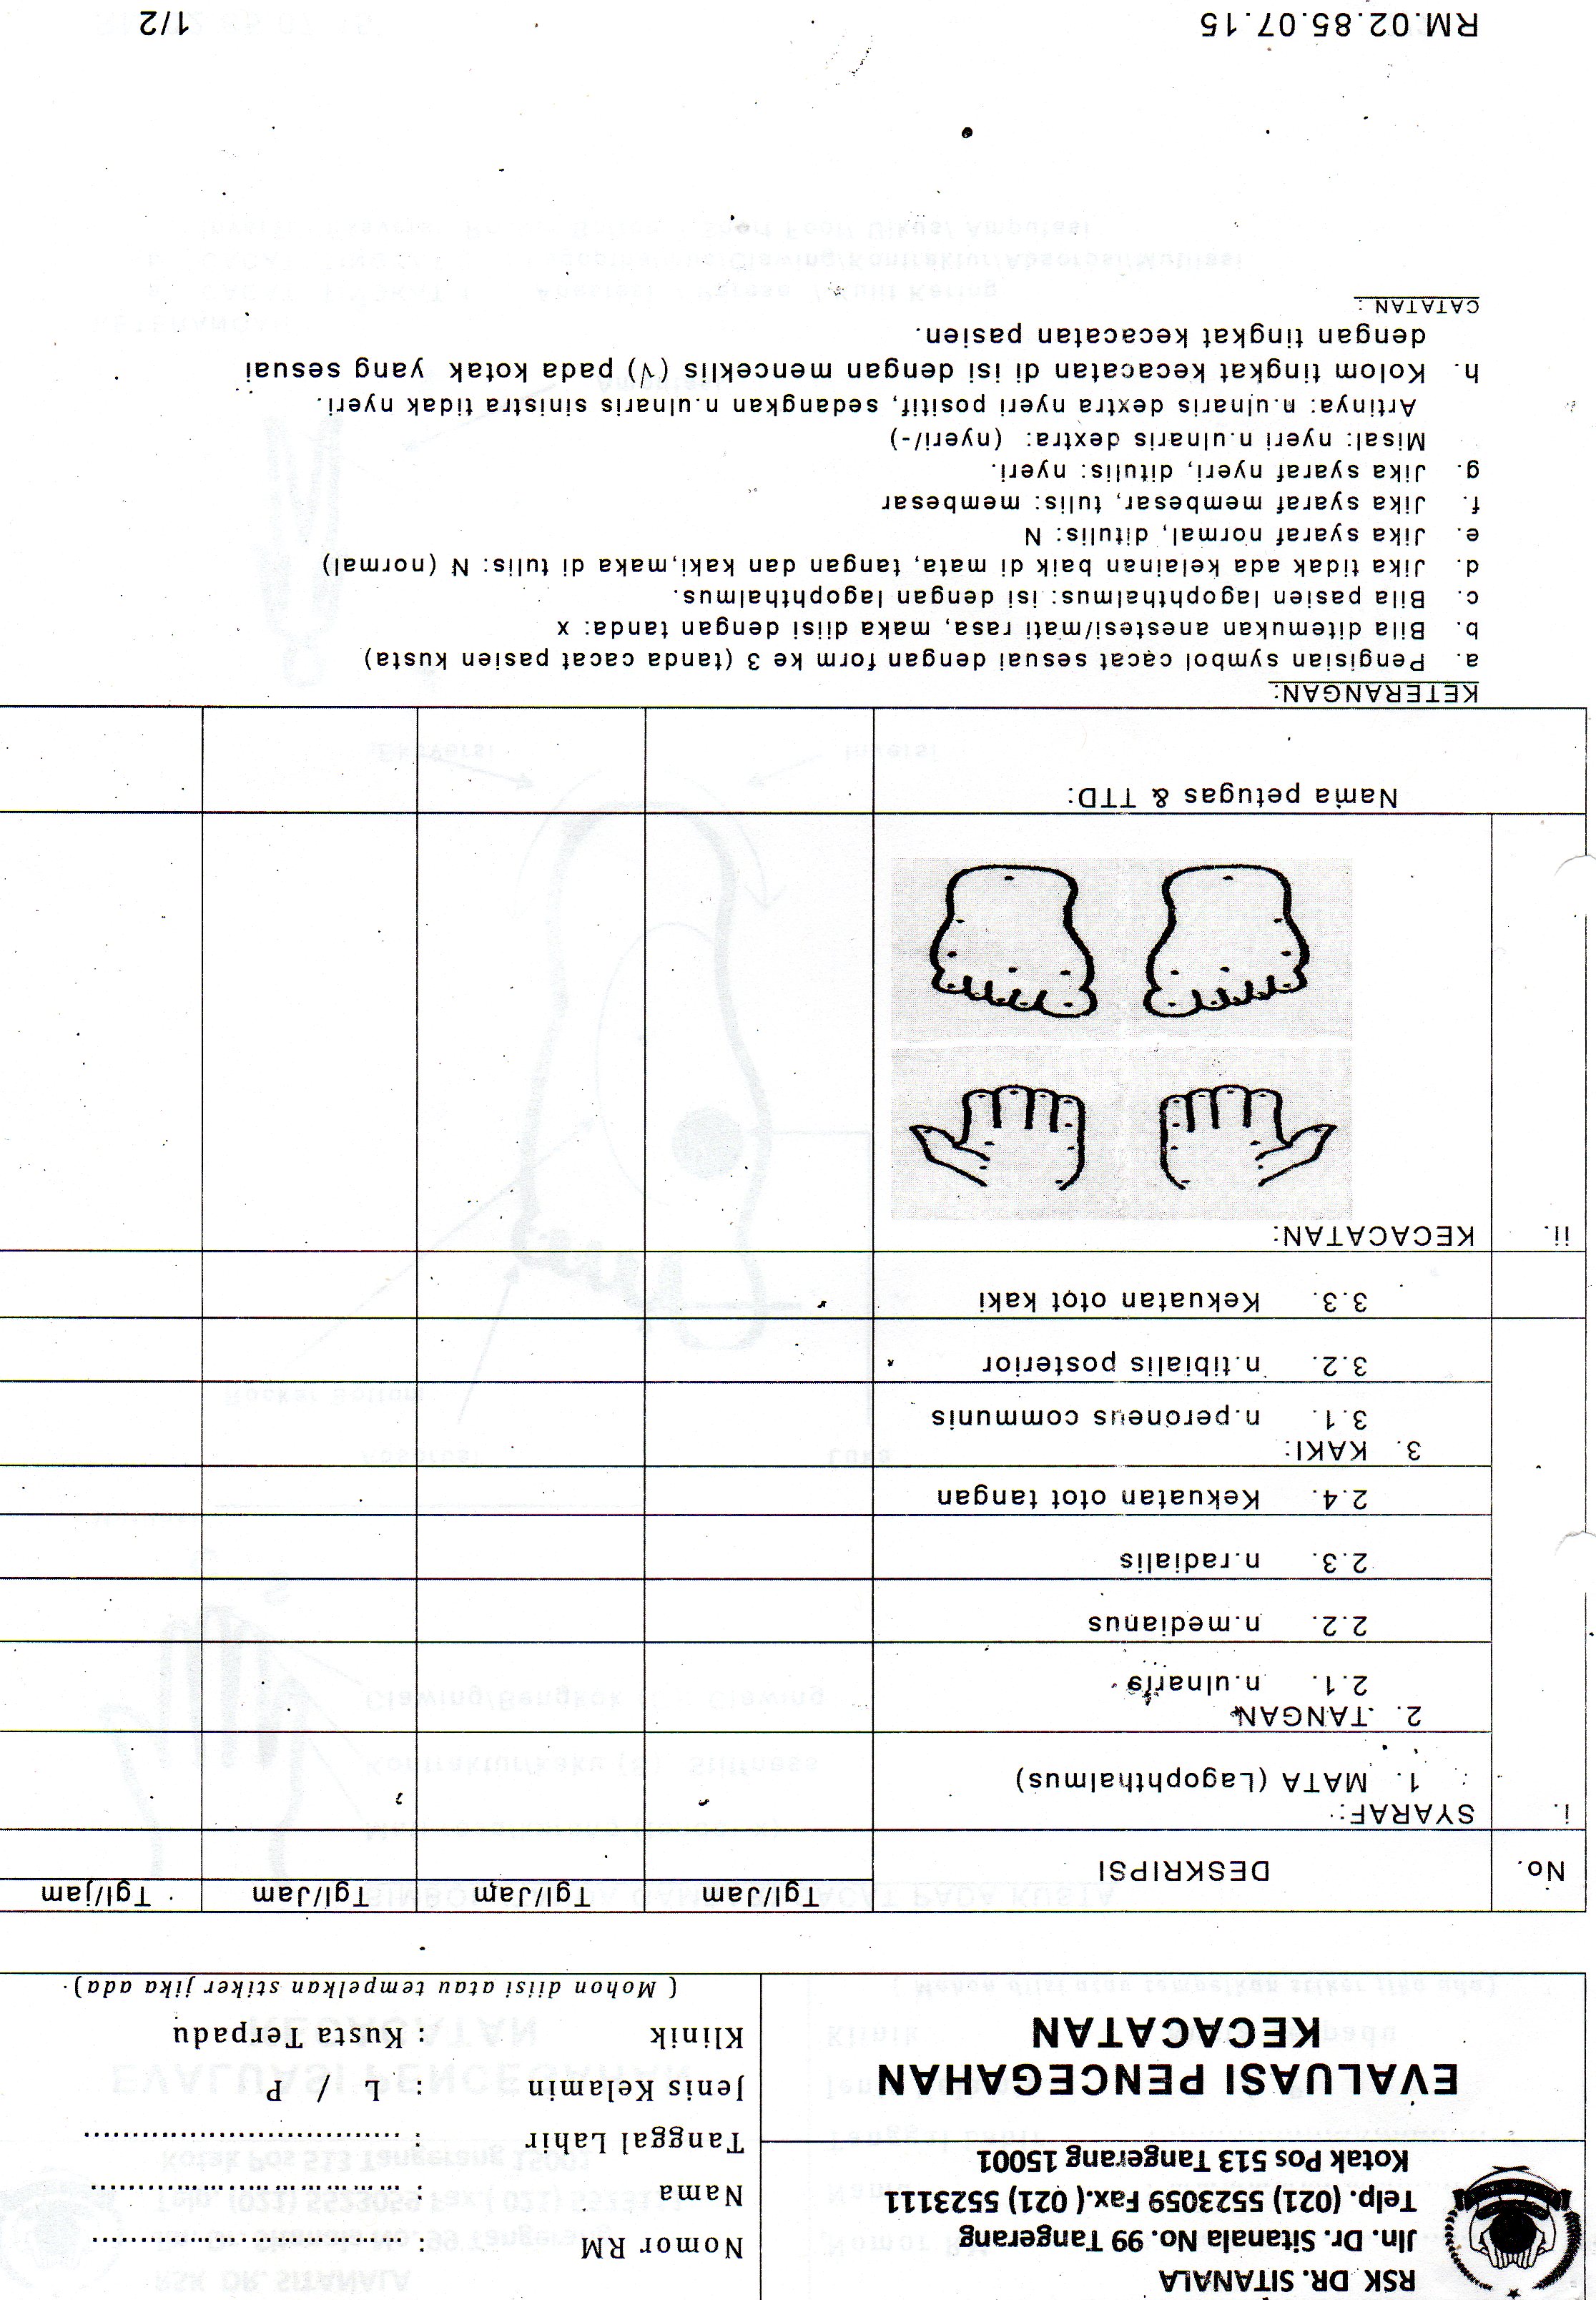 RSK DR. SITANALA
Jln. Dr. Sitanala No. 99 Tangerang
Telp. (021) 5523059 Fax.( 021) 5523111
Kotak Pos 513 Tangerang 15001
EVALUASI PENCEGAHAN
KECACATAN
Nomor RM : ........................................
Nama : ........................................
Tanggal Lahir : ........................................
Jenis Kelamin : L / P
Klinik : Kusta Terpadu
( Mohon diisi atau tempelkan stiker jika ada)
No. DESKRIPSI Tgl/Jam Tgl/Jam Tgl/Jam Tgl/jam
i. SYARAF:
1. MATA (Lagophthalmus)
2. TANGAN
2.1. n.ulnaris
2.2. n.medianus
2.3. n.radialis
2.4. Kekuatan otot tangan
3. KAKI:
3.1. n.peroneus communis
3.2. n.tibialis posterior
3.3. Kekuatan otot kaki
ii. KECACATAN:
Nama petugas & TTD:
KETERANGAN:
a. Pengisian symbol cacat sesuai dengan form ke 3 (tanda cacat pasien kusta)
b. Bila ditemukan anestesi/mati rasa, maka diisi dengan tanda: x
c. Bila pasien lagophthalmus: isi dengan lagophthalmus.
d. Jika tidak ada kelainan baik di mata, tangan dan kaki,maka di tulis: N (normal)
e. Jika syaraf normal, ditulis: N
f. Jika syaraf membesar, tulis: membesar
g. Jika syaraf nyeri, ditulis: nyeri.
Misal: nyeri n.ulnaris dextra: (nyeri/-)
Artinya: n.ulnaris dextra nyeri positif, sedangkan n.ulnaris sinistra tidak nyeri.
h. Kolom tingkat kecacatan di isi dengan menceklis (√) pada kotak yang sesuai
dengan tingkat kecacatan pasien.
CATATAN :
RM.02.85.07.15 1/2